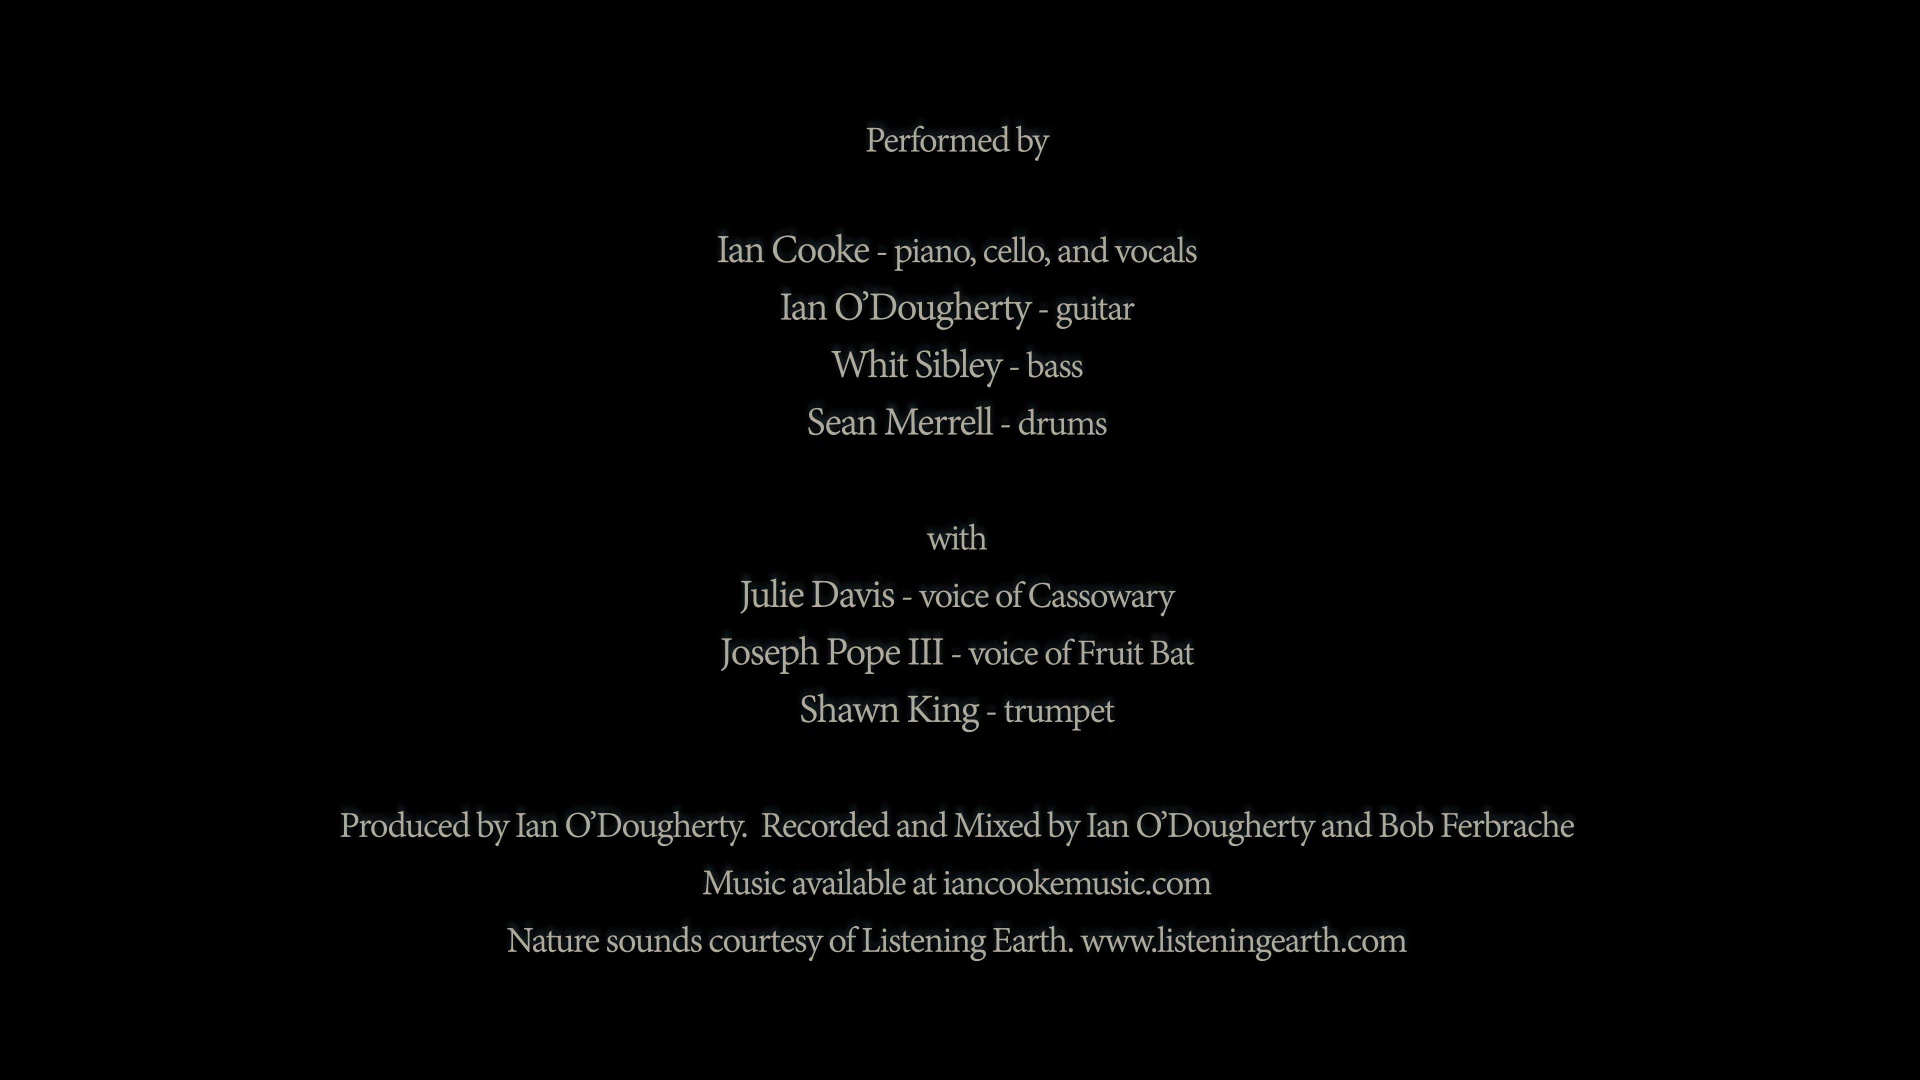 Performed by
Ian Cooke - piano, cello, and vocals
Ian O’Dougherty - guitar
Whit Sibley - bass
Sean Merrell - drums
with
Julie Davis - voice of Cassowary
Joseph Pope III - voice of Fruit Bat
Shawn King - trumpet
Produced by Ian O’Dougherty.  Recorded and Mixed by Ian O’Dougherty and Bob Ferbrache
Music available at iancookemusic.com
Nature sounds courtesy of Listening Earth. www.listeningearth.com